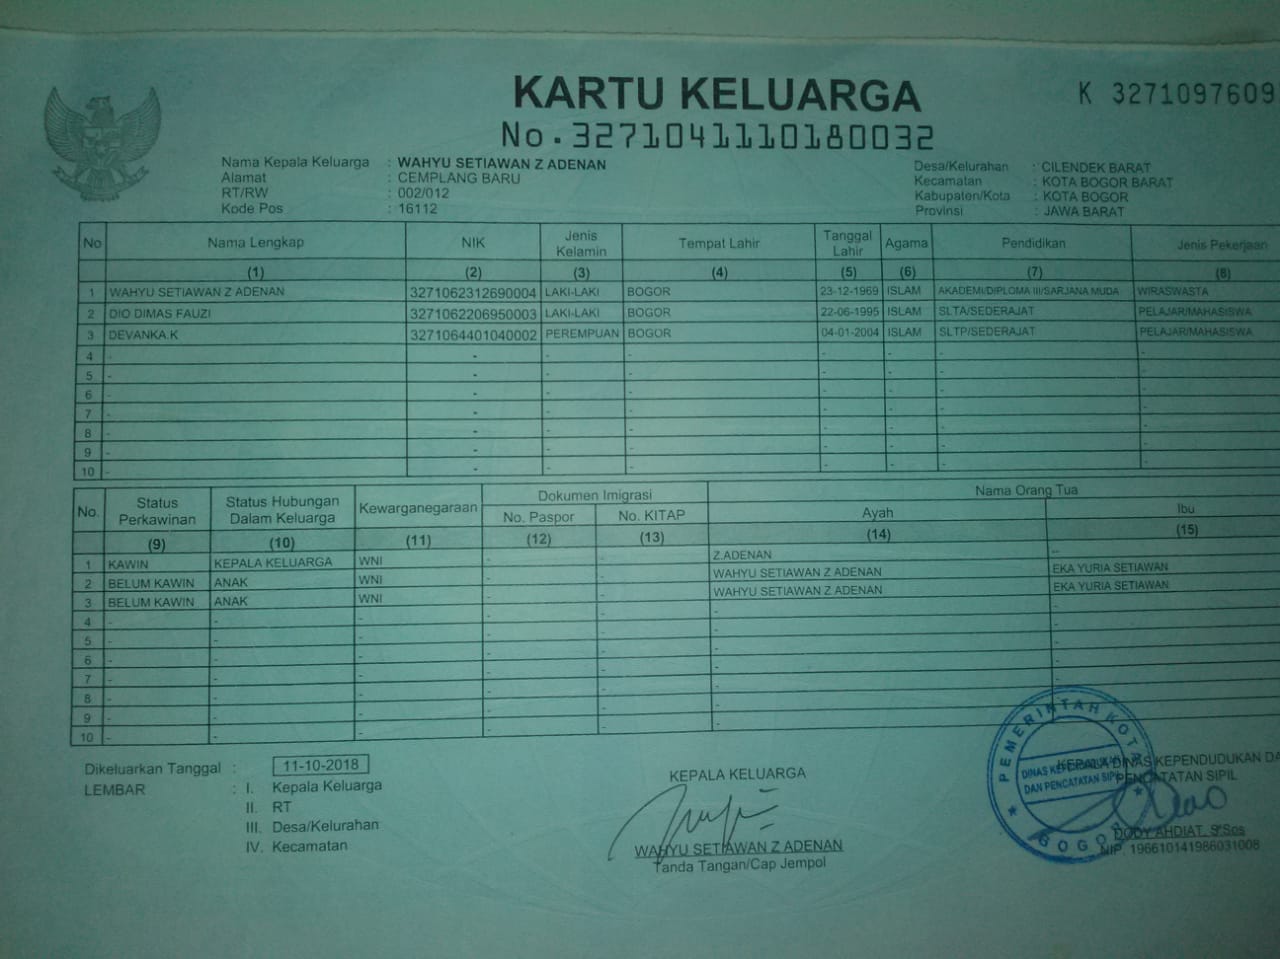 KARTU KELUARGA
K 3271097609
No.3271041110180032
Nama Kepala Keluarga : WAHYU SETIAWAN Z ADENAN
Alamat : CEMPLANG BARU
RT/RW : 002/012
Kode Pos : 16112
Desa/Kelurahan : CILENDEK BARAT
Kecamatan : KOTA BOGOR BARAT
Kabupaten/Kota : KOTA BOGOR
Provinsi : JAWA BARAT
No Nama Lengkap NIK Jenis Kelamin Tempat Lahir Tanggal Lahir Agama Pendidikan Jenis Pekerjaan
(1) (2) (3) (4) (5) (6) (7) (8)
1 WAHYU SETIAWAN Z ADENAN 3271062312690004 LAKI-LAKI BOGOR 23-12-1969 ISLAM AKADEMI/DIPLOMA III/SARJANA MUDA WIRASWASTA
2 DIO DIMAS FAUZI 3271062206950003 LAKI-LAKI BOGOR 22-06-1995 ISLAM SLTA/SEDERAJAT PELAJAR/MAHASISWA
3 DEVANKA.K 3271064401040002 PEREMPUAN BOGOR 04-01-2004 ISLAM SLTP/SEDERAJAT PELAJAR/MAHASISWA
4 - - - - - - - -
5 - - - - - - - -
6 - - - - - - - -
7 - - - - - - - -
8 - - - - - - - -
9 - - - - - - - -
10 - - - - - - - -
No. Status Perkawinan Status Hubungan Dalam Keluarga Kewarganegaraan Dokumen Imigrasi Nama Orang Tua
No. Paspor No. KITAP Ayah Ibu
(9) (10) (11) (12) (13) (14) (15)
1 KAWIN KEPALA KELUARGA WNI - - Z.ADENAN --
2 BELUM KAWIN ANAK WNI - - WAHYU SETIAWAN Z ADENAN EKA YURIA SETIAWAN
3 BELUM KAWIN ANAK WNI - - WAHYU SETIAWAN Z ADENAN EKA YURIA SETIAWAN
4 - - - - - - -
5 - - - - - - -
6 - - - - - - -
7 - - - - - - -
8 - - - - - - -
9 - - - - - - -
10 - - - - - - -
Dikeluarkan Tanggal : 11-10-2018
LEMBAR : I. Kepala Keluarga
II. RT
III. Desa/Kelurahan
IV. Kecamatan
KEPALA KELUARGA
WAHYU SETIAWAN Z ADENAN
Tanda Tangan/Cap Jempol
KEPALA DINAS KEPENDUDUKAN DA
PENCATATAN SIPIL
DODY AHDIAT, S.Sos
NIP. 196610141986031008
PEMERINTAH KOTA
DINAS KEPENDUDUKAN
DAN PENCATATAN SIPIL
BOGOR